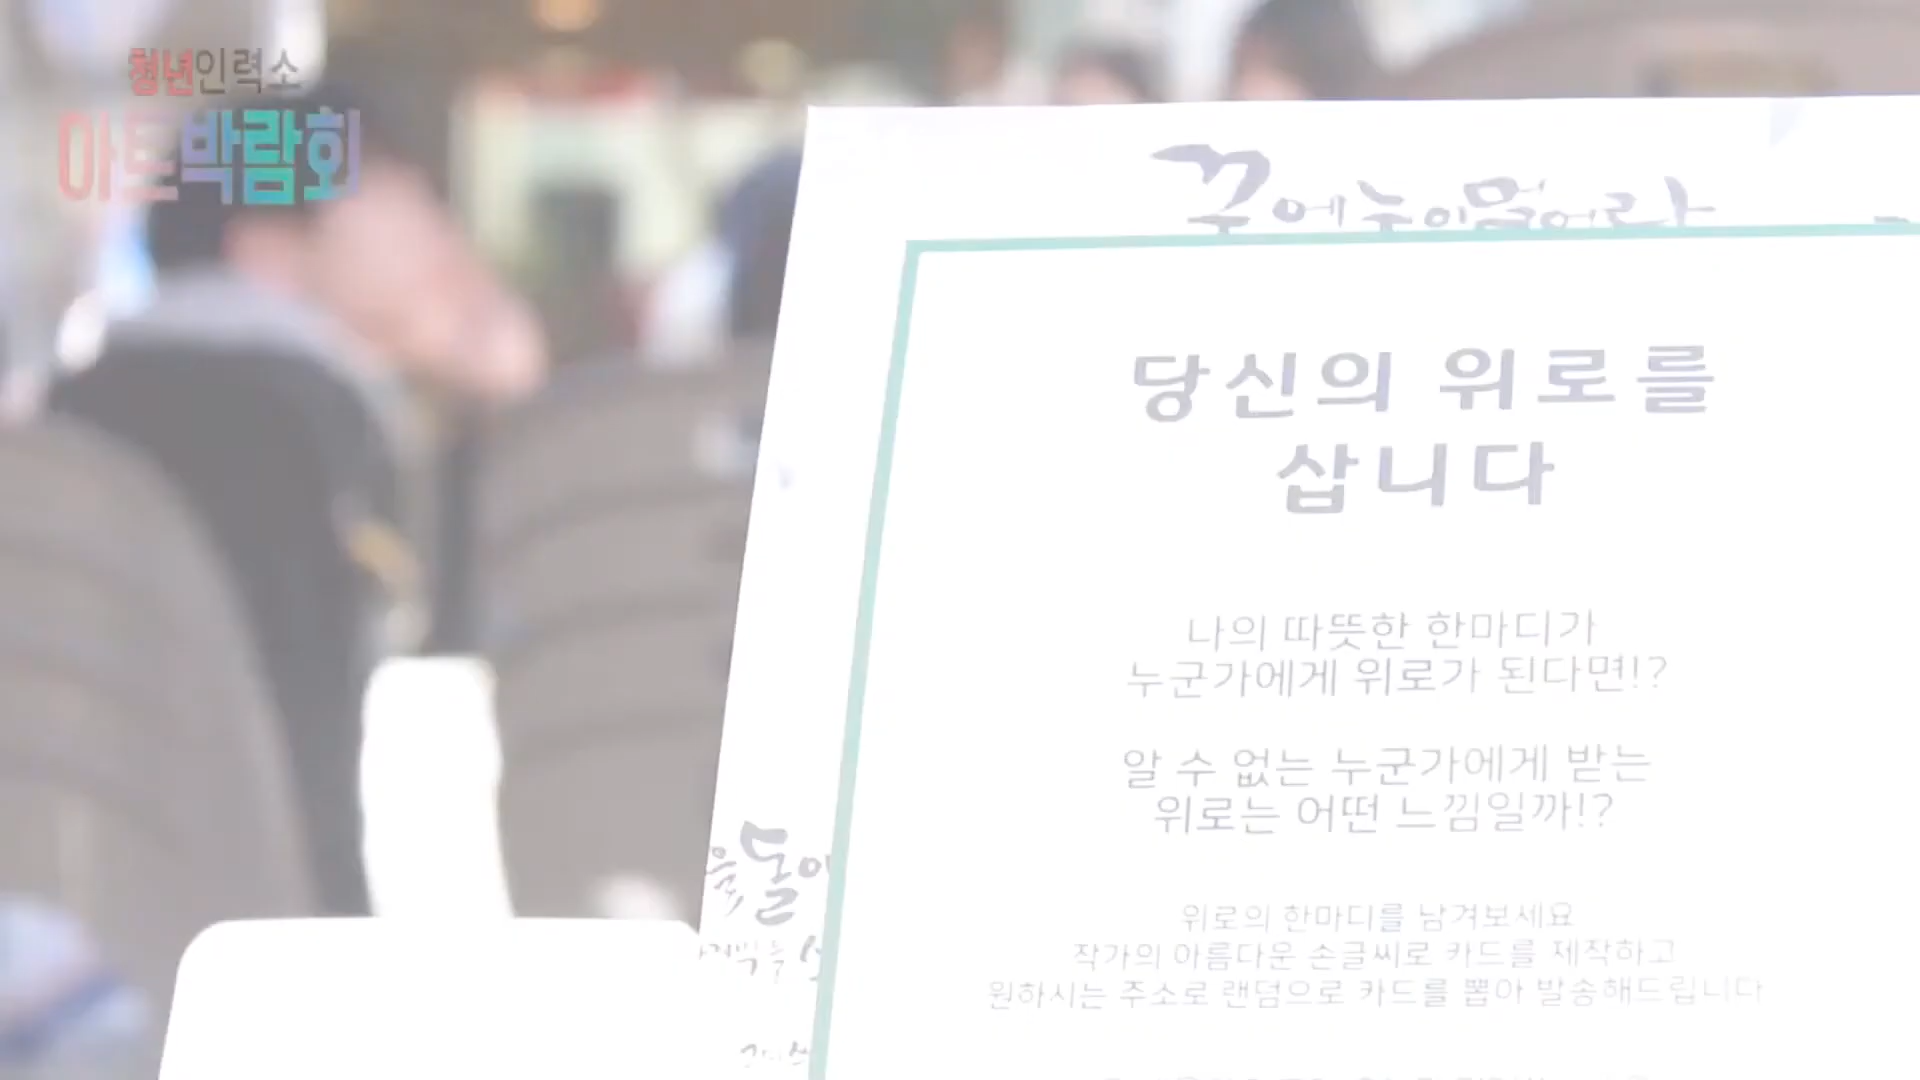 청년인력소
아트박람회
당신의 위로를
삽니다
나의 따뜻한 한마디가
누군가에게 위로가 된다면!?
알 수 없는 누군가에게 받는
위로는 어떤 느낌일까!?
위로의 한마디를 남겨보세요
작가의 아름다운 손글씨로 카드를 제작하고
원하시는 주소로 랜덤으로 카드를 뽑아 발송해드립니다